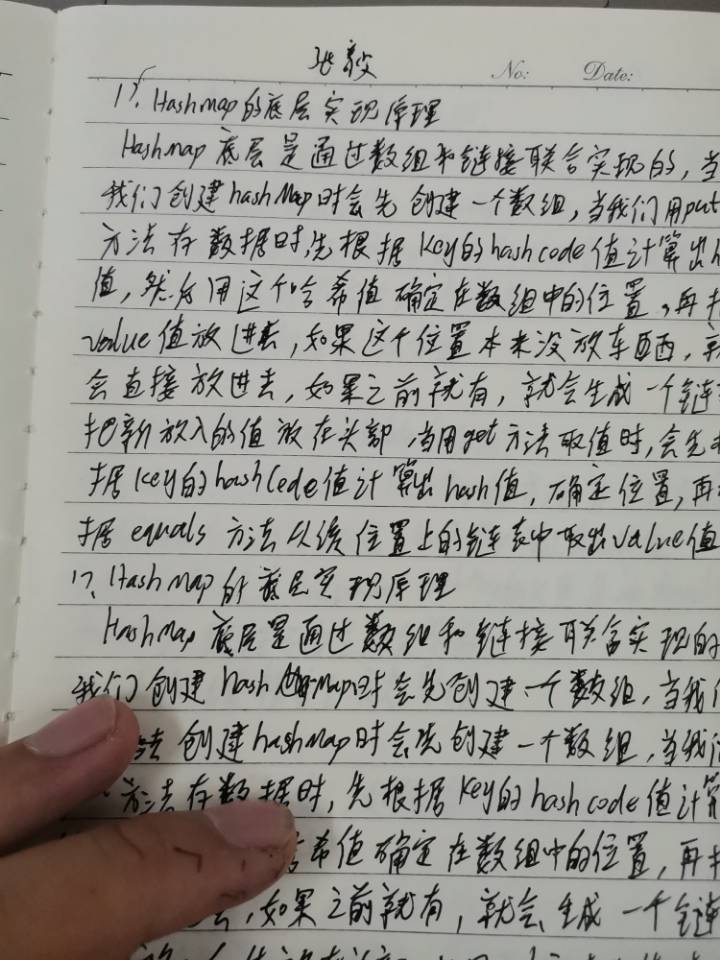 张毅
No: Date:
17. HashMap的底层实现原理
HashMap底层是通过数组和链接联合实现的,当
我们创建hashMap时会先创建一个数组,当我们用put
方法存数据时,先根据key的hashcode值计算出h
值,然后用这个哈希值确定在数组中的位置,再
value值放进去,如果这个位置本来没放东西,就
会直接放进去,如果之前就有,就会生成一个链
把新放入的值放在头部,当用get方法取值时,会先
据key的hashCede值计算出hash值,确定位置,再
据equals方法从该位置上的链表中取出value值
17. HashMap的底层实现原理
HashMap底层是通过数组和链接联合实现的
我们创建hashMap时会先创建一个数组,当我们
法创建hashMap时会先创建一个数组,当我们
方法存数据时,先根据key的hashcode值计算
希值确定在数组中的位置,再
,如果之前就有,就会生成一个链